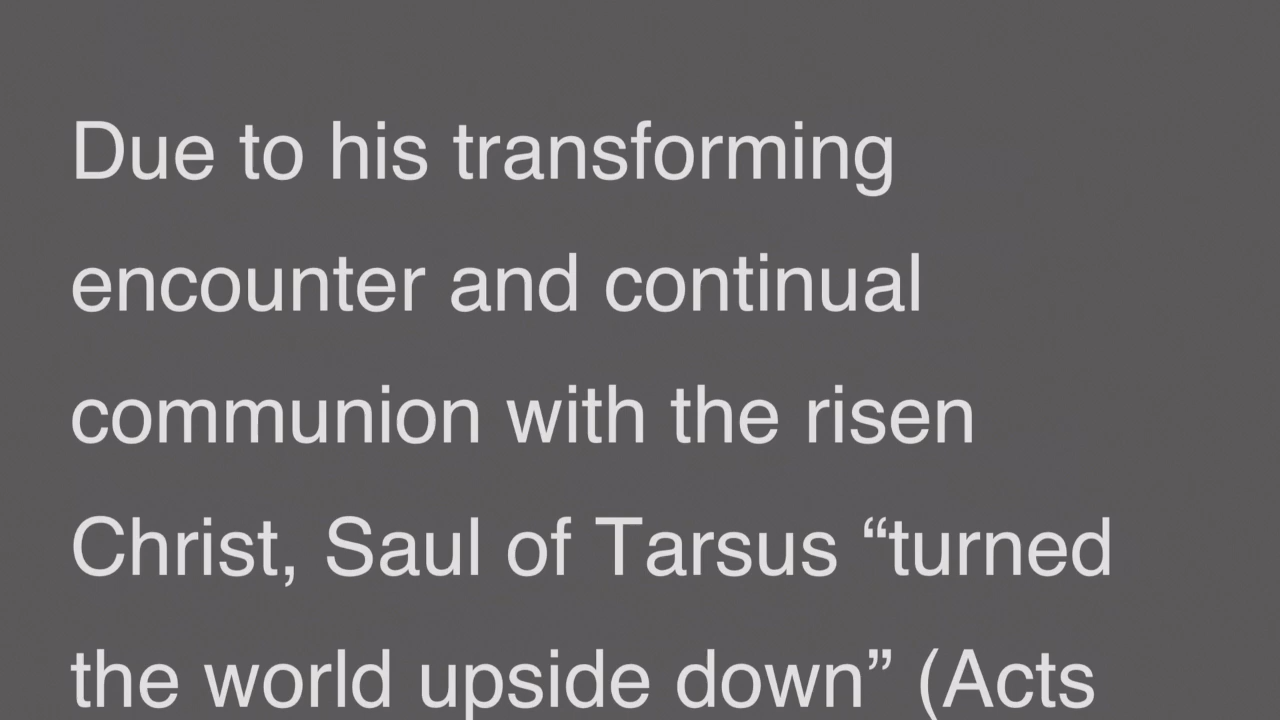 Due to his transforming
encounter and continual
communion with the risen
Christ, Saul of Tarsus “turned
the world upside down” (Acts